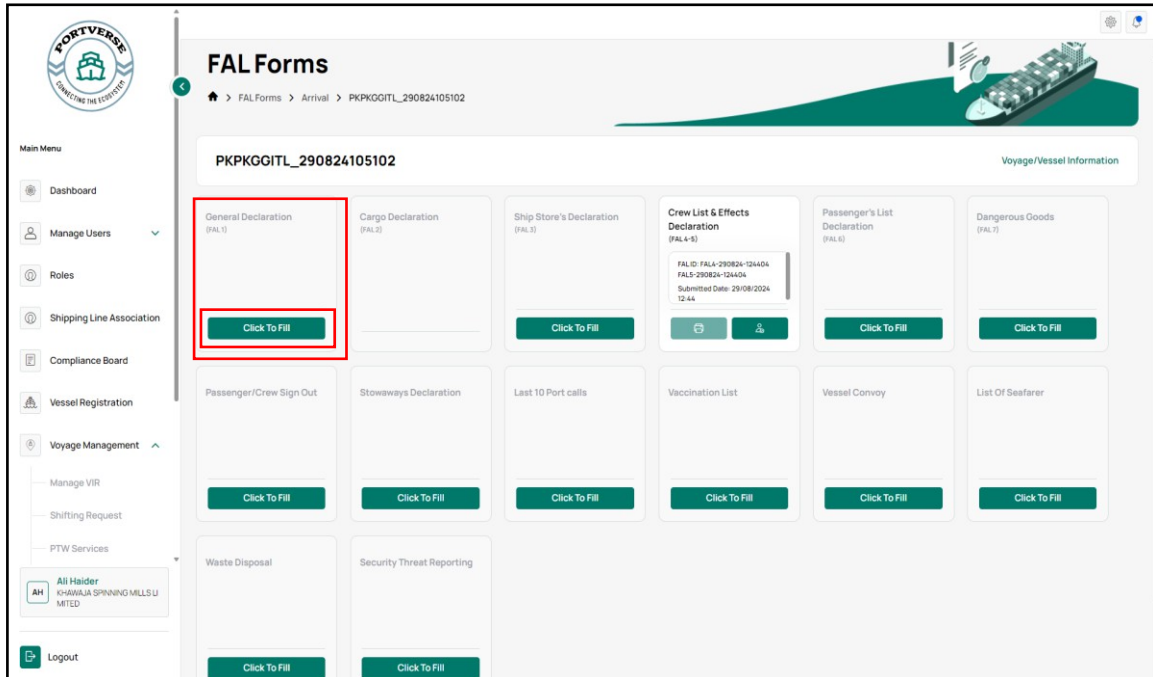 PORTVERSE
CONNECTING THE ECOSYSTEM
FAL Forms
FAL Forms > Arrival > PKPKGGITL_290824105102
Main Menu
Dashboard
Manage Users
Roles
Shipping Line Association
Compliance Board
Vessel Registration
Voyage Management
Manage VIR
Shifting Request
PTW Services
AH
Ali Haider
KHAWAJA SPINNING MILLS LI
MITED
Logout
PKPKGGITL_290824105102
Voyage/Vessel Information
General Declaration
(FAL 1)
Click To Fill
Cargo Declaration
(FAL 2)
Ship Store's Declaration
(FAL 3)
Click To Fill
Crew List & Effects
Declaration
(FAL 4-5)
FAL ID: FAL4-290824-124404
FAL5-290824-124404
Submitted Date: 29/08/2024
12:44
Passenger's List
Declaration
(FAL 6)
Click To Fill
Dangerous Goods
(FAL 7)
Click To Fill
Passenger/Crew Sign Out
Click To Fill
Stowaways Declaration
Click To Fill
Last 10 Port calls
Click To Fill
Vaccination List
Click To Fill
Vessel Convoy
Click To Fill
List Of Seafarer
Click To Fill
Waste Disposal
Click To Fill
Security Threat Reporting
Click To Fill